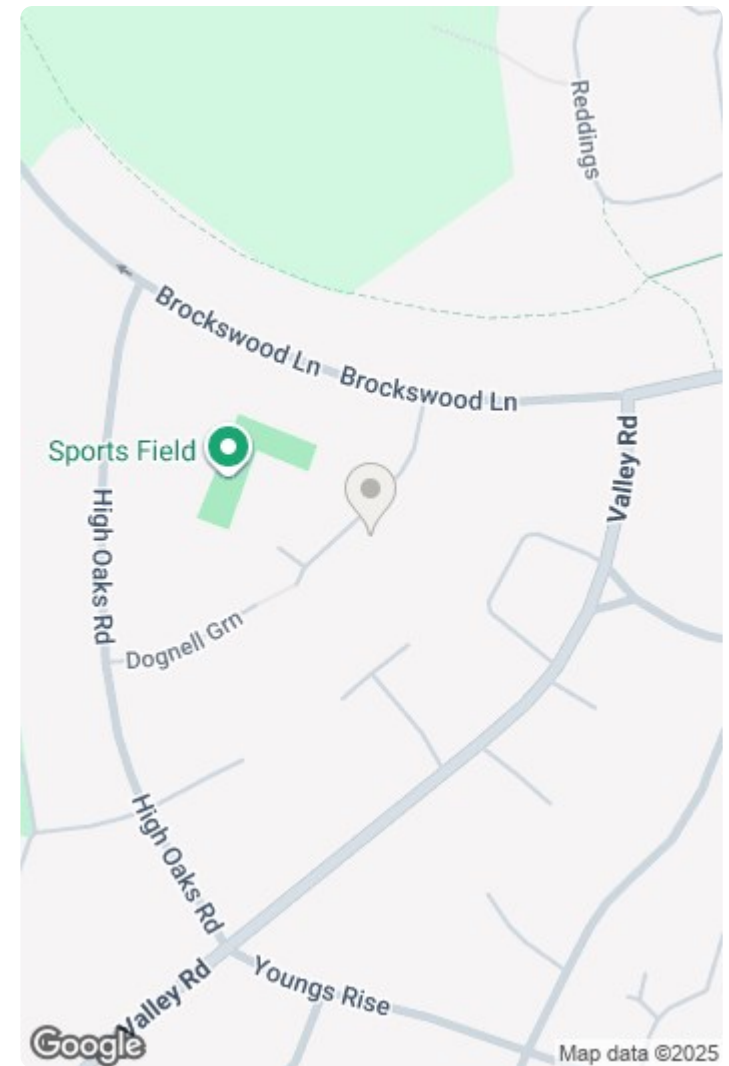 Reddings
Brockswood Ln
Brockswood Ln
Valley Rd
Sports Field
High Oaks Rd
Dognell Grn
High Oaks Rd
Valley Rd
Youngs Rise
Google
Map data ©2025